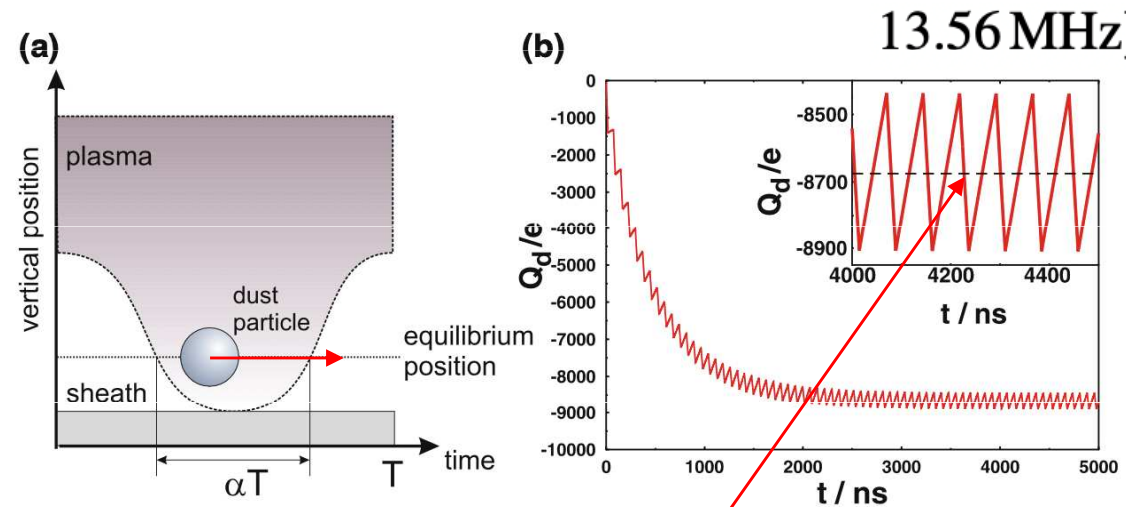 13.56 MHz
(a)
vertical position
plasma
dust
particle
equilibrium
position
sheath
αT
T
time
(b)
Q_d/e
0
-1000
-2000
-3000
-4000
-5000
-6000
-7000
-8000
-9000
-10000
0 1000 2000 3000 4000 5000
t / ns
Q_d/e
-8500
-8700
-8900
4000 4200 4400
t / ns